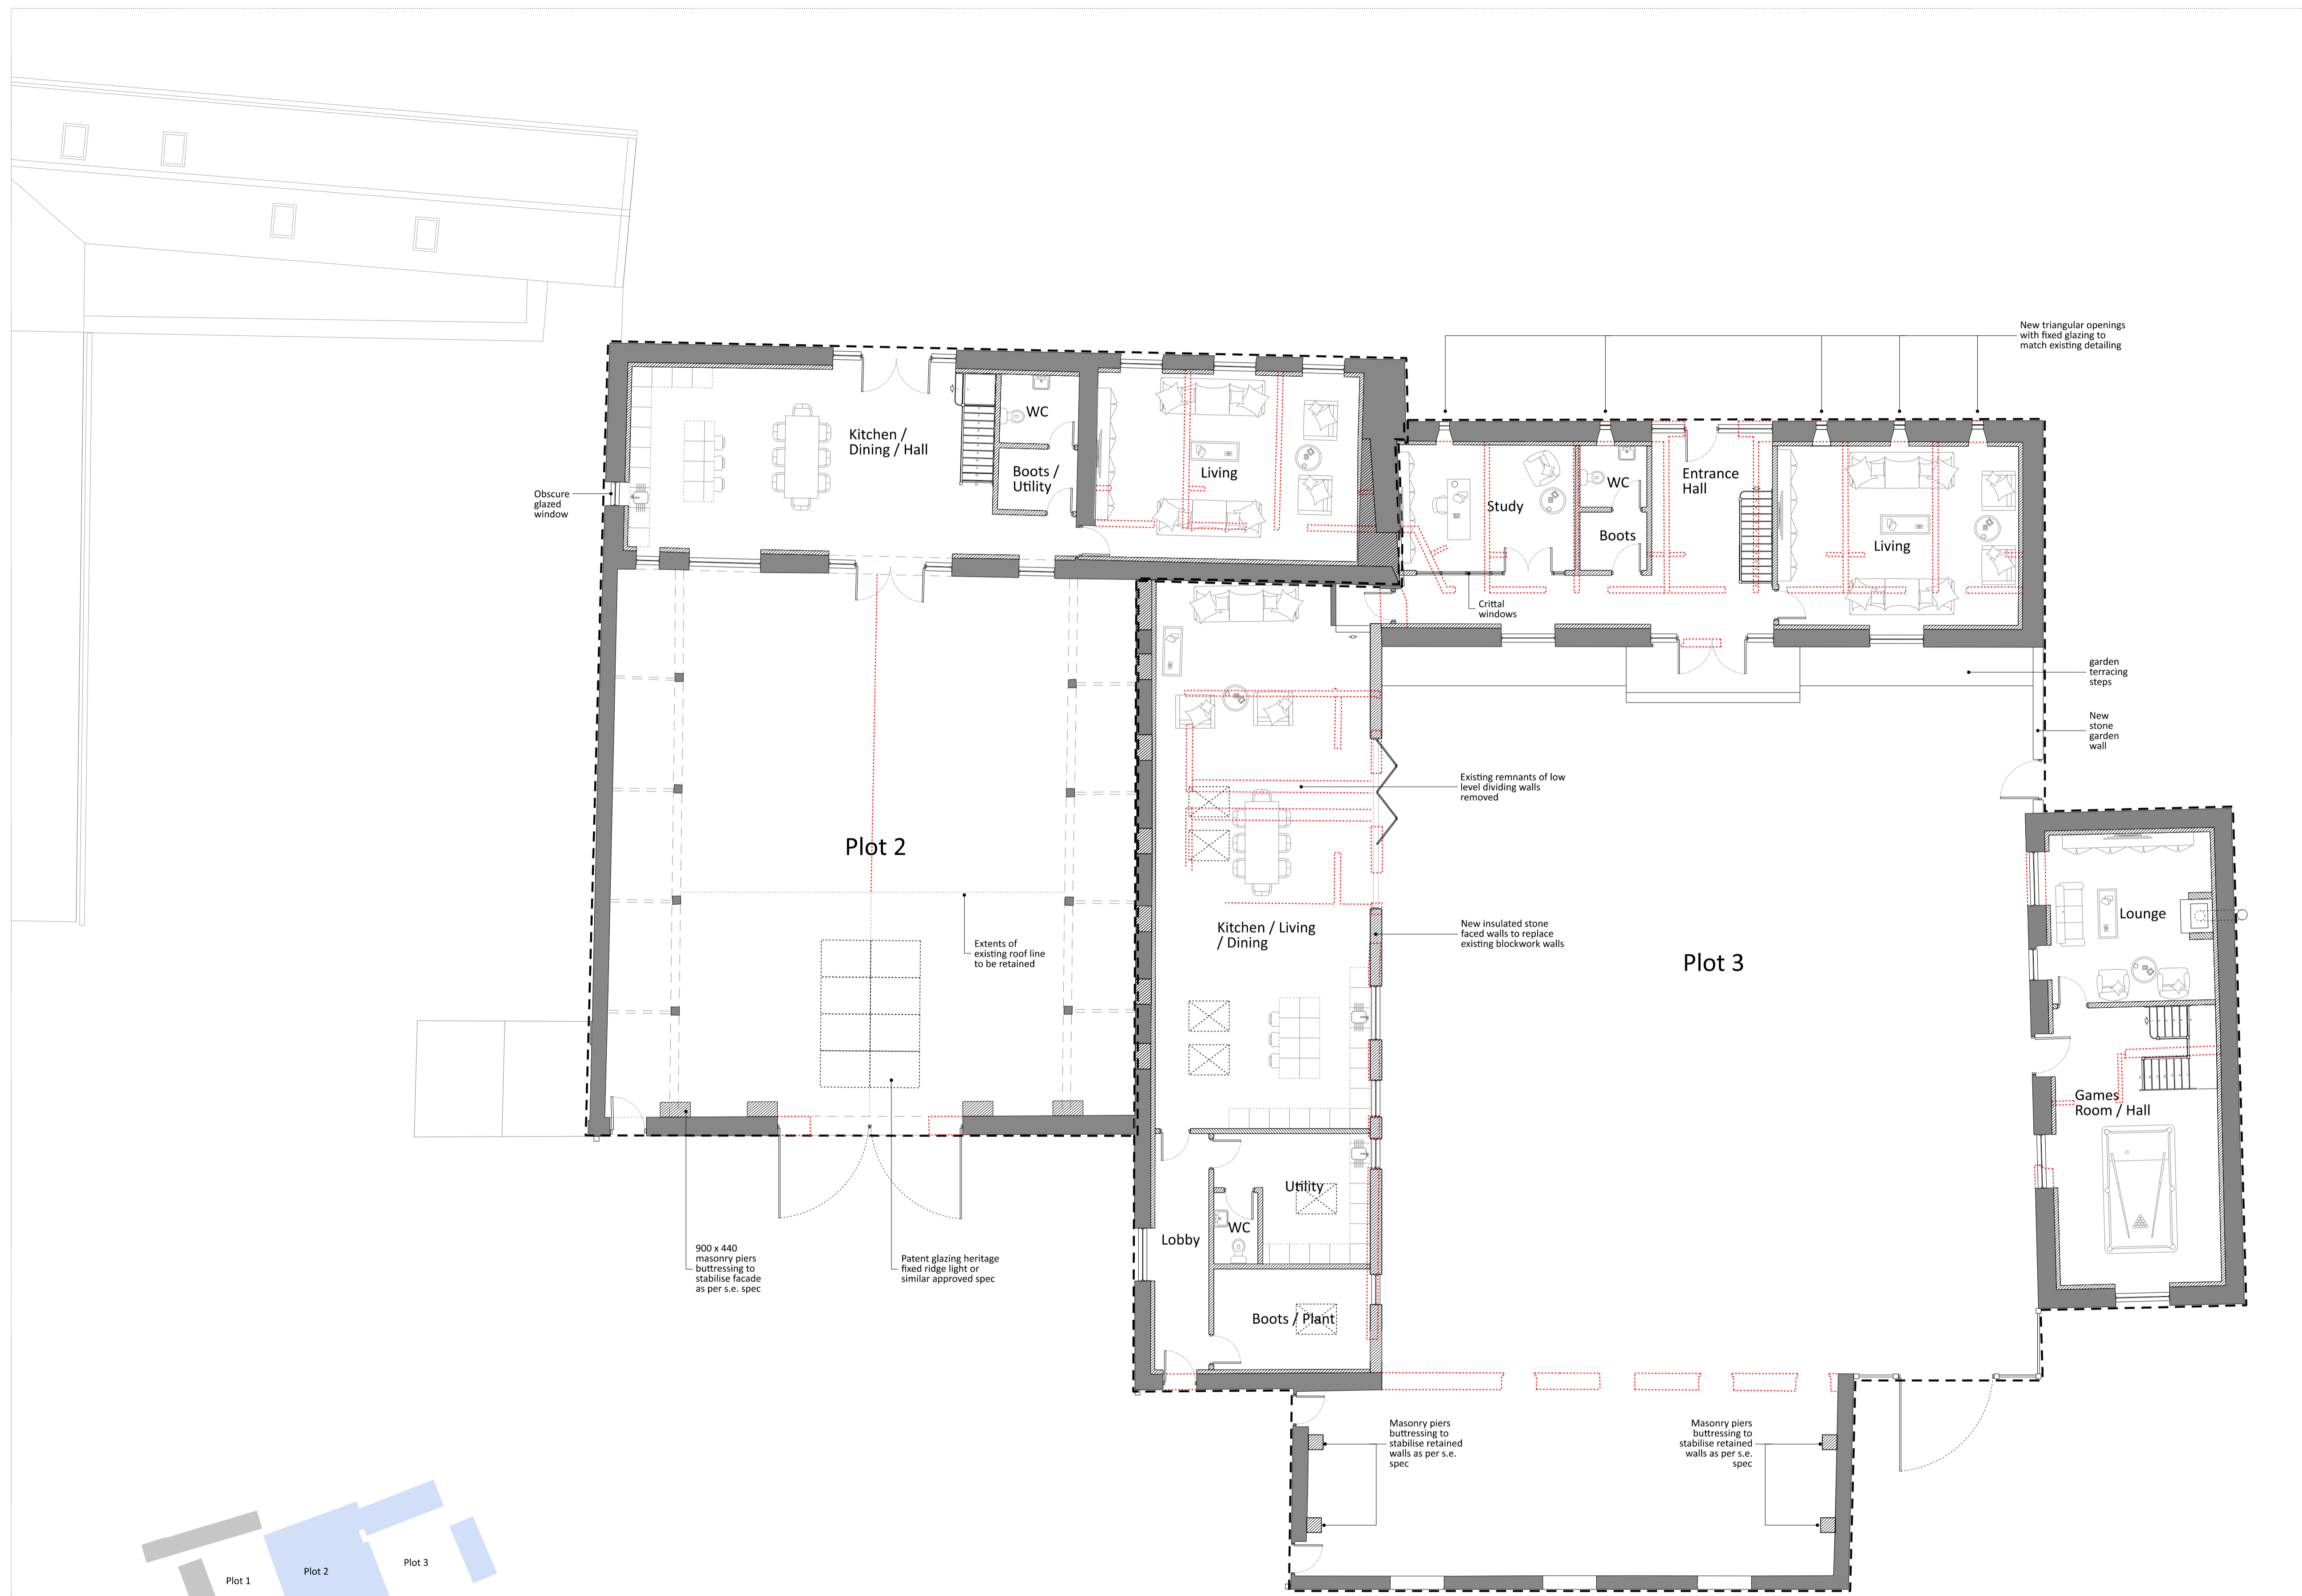 New triangular openings
with fixed glazing to
match existing detailing
WC
Kitchen /
Dining / Hall
Boots /
Utility
Living
Obscure
glazed
window
Entrance
Hall
WC
Study
Boots
Living
Crittal
windows
garden
terracing
steps
New
stone
garden
wall
Existing remnants of low
level dividing walls
removed
Plot 2
Kitchen / Living
/ Dining
New insulated stone
faced walls to replace
existing blockwork walls
Lounge
Extents of
existing roof line
to be retained
Plot 3
Games
Room / Hall
Utility
WC
Lobby
900 x 440
masonry piers
buttressing to
stabilise facade
as per s.e. spec
Patent glazing heritage
fixed ridge light or
similar approved spec
Boots / Plant
Masonry piers
buttressing to
stabilise retained
walls as per s.e.
spec
Masonry piers
buttressing to
stabilise retained
walls as per s.e.
spec
Plot 1
Plot 2
Plot 3